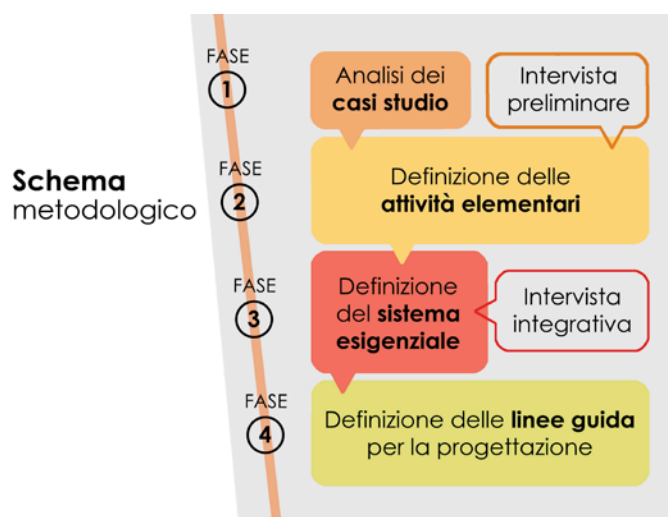 Schema
metodologico
FASE
1
Analisi dei
casi studio
Intervista
preliminare
FASE
2
Definizione delle
attività elementari
FASE
3
Definizione
del sistema
esigenziale
Intervista
integrativa
FASE
4
Definizione delle linee guida
per la progettazione